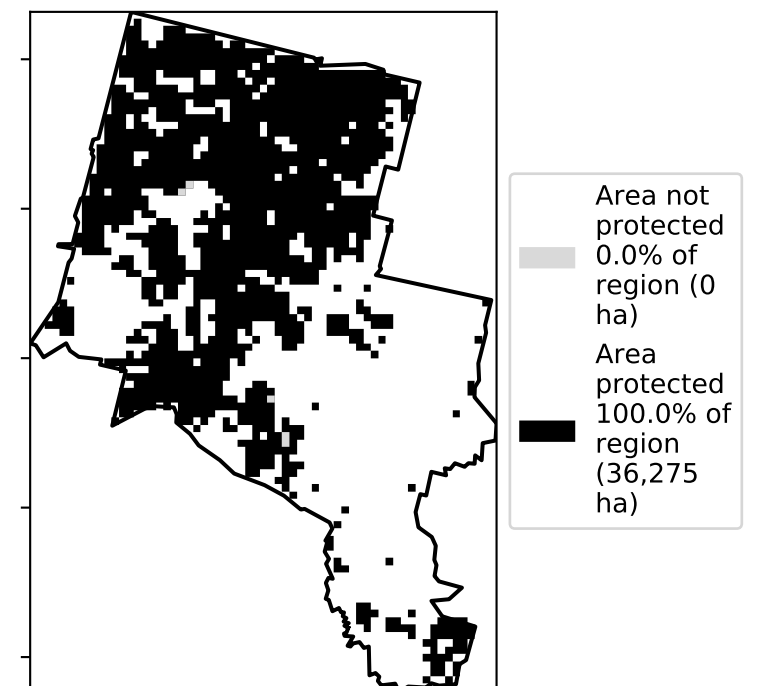 Area not
protected
0.0% of
region (0
ha)
Area
protected
100.0% of
region
(36,275
ha)